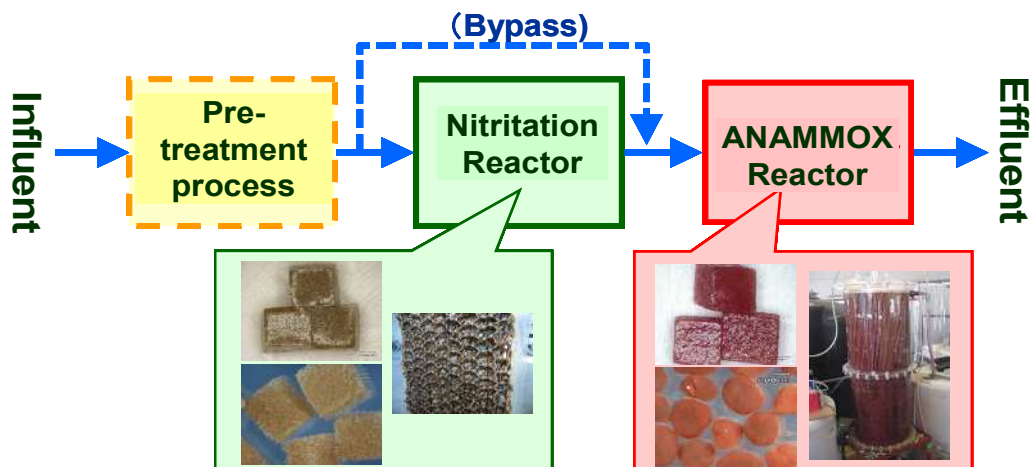 (Bypass)
Influent
Pre-
treatment
process
Nitritation
Reactor
ANAMMOX
Reactor
Effluent